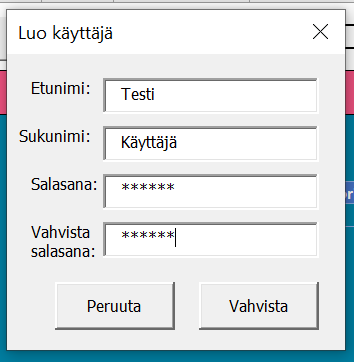 Luo käyttäjä
Etunimi: Testi
Sukunimi: Käyttäjä
Salasana: ******
Vahvista
salasana: ******
Peruuta Vahvista